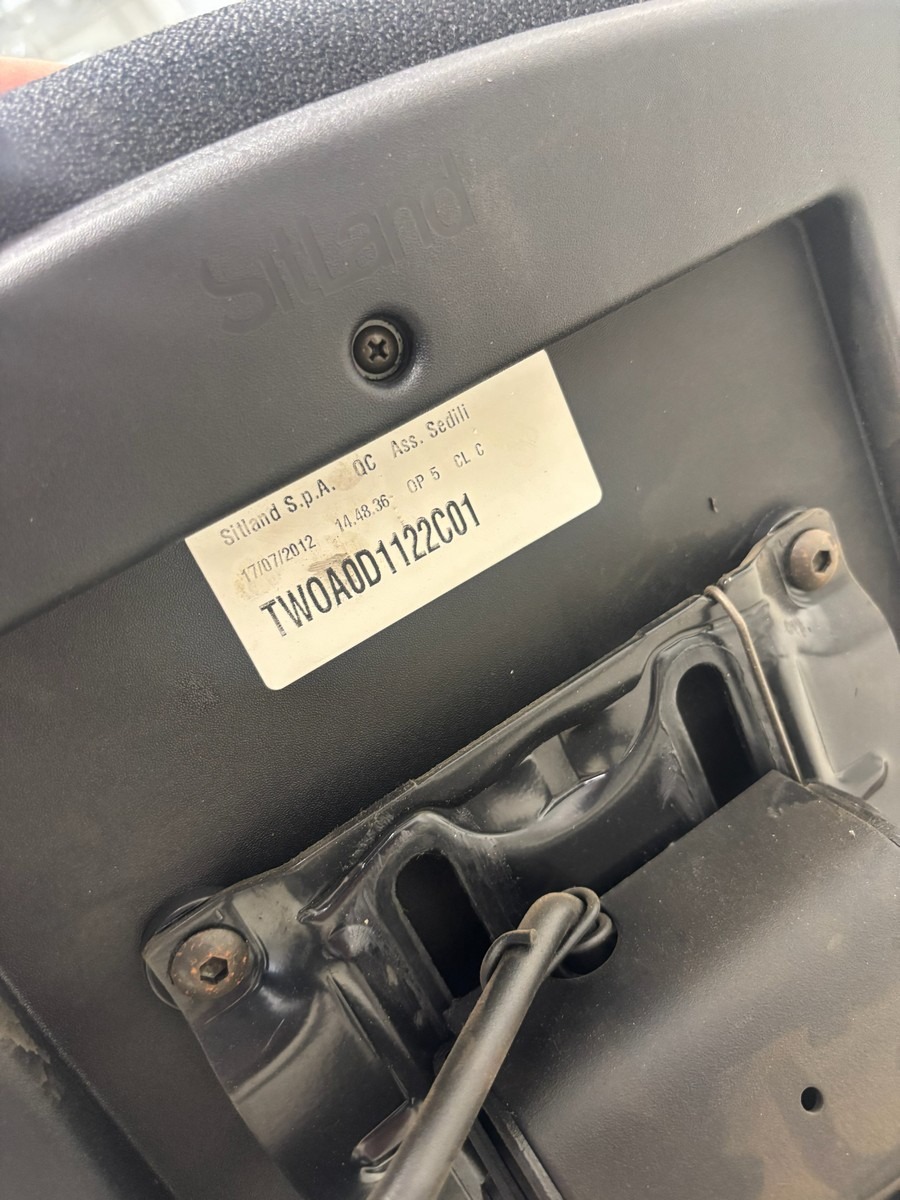 Sitland
Sitland S.p.A. QC Ass. Sedili
17/07/2012 14.48.36- OP 5 CL C
TWOA0D1122C01